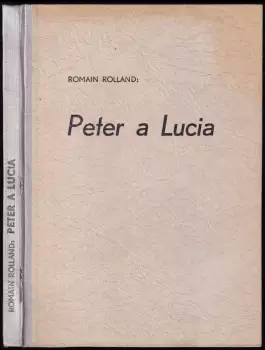 ROMAIN ROLLAND: PETER A LUCIA
ROMAIN ROLLAND:
Peter a Lucia